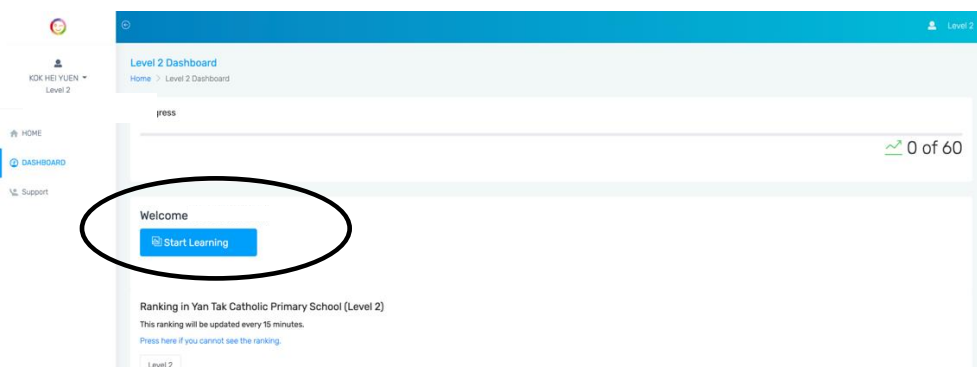 Level 2
KOK HEI YUEN
Level 2
HOME
DASHBOARD
Support
Level 2 Dashboard
Home > Level 2 Dashboard
gress
0 of 60
Welcome
Start Learning
Ranking in Yan Tak Catholic Primary School (Level 2)
This ranking will be updated every 15 minutes.
Press here if you cannot see the ranking.
Level 2